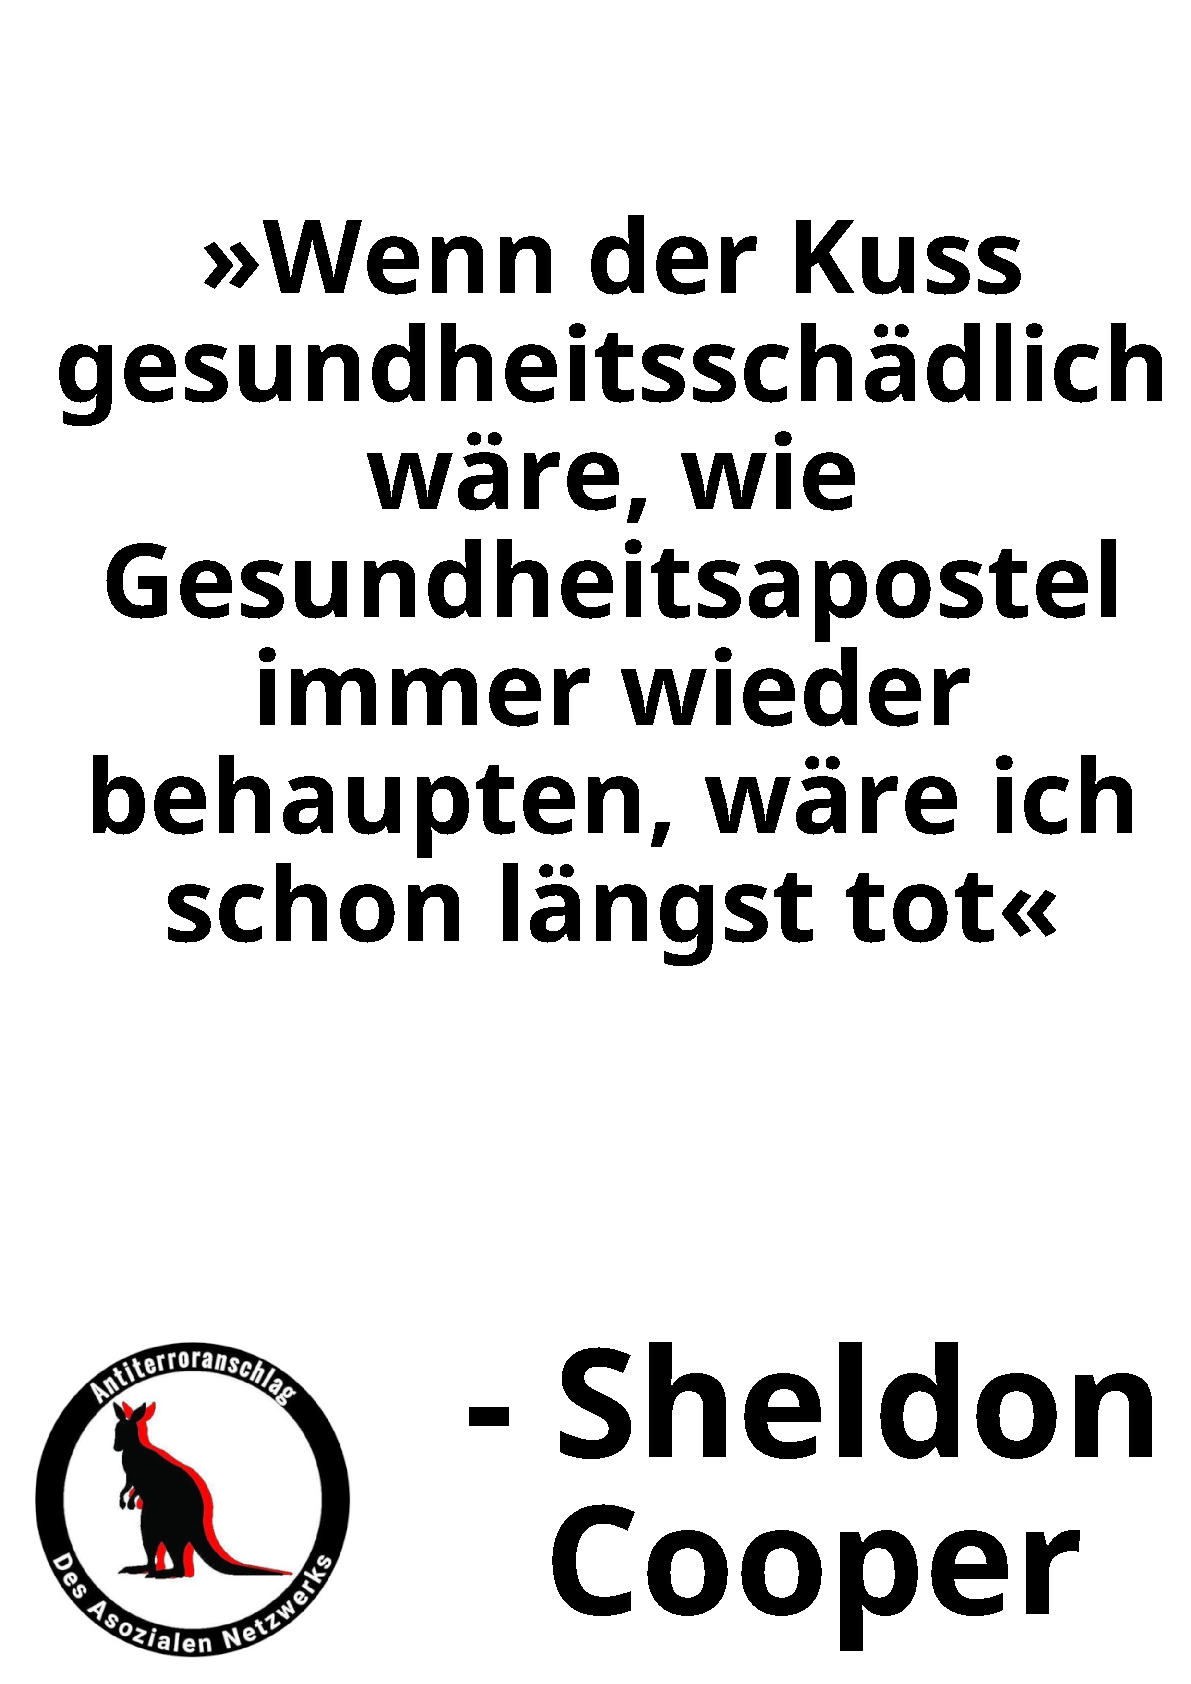 »Wenn der Kuss
gesundheitsschädlich
wäre, wie
Gesundheitsapostel
immer wieder
behaupten, wäre ich
schon längst tot«
- Sheldon
Cooper
Antiterroranschlag
Des Asozialen Netzwerks